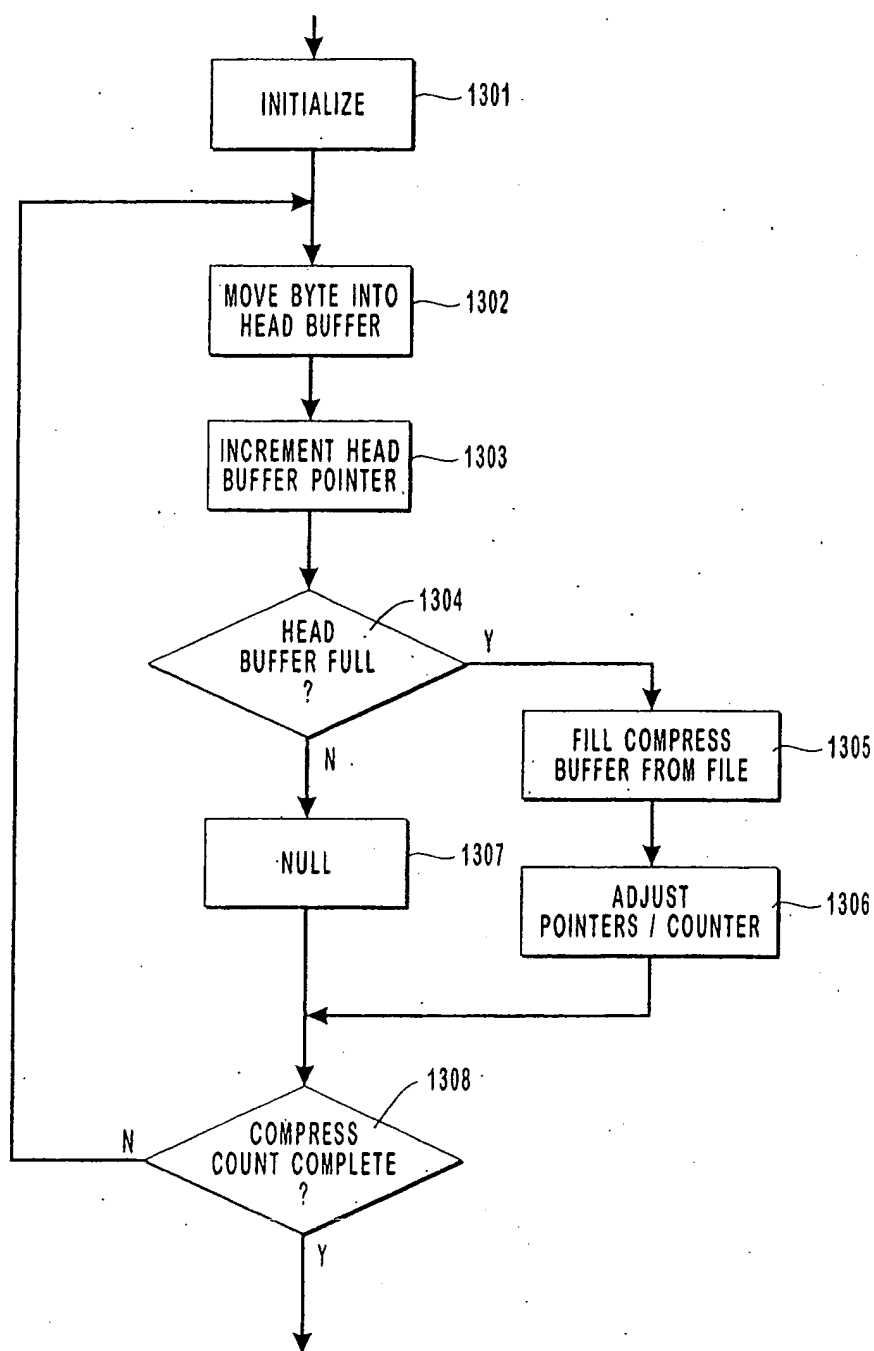 INITIALIZE
1301
MOVE BYTE INTO
HEAD BUFFER
1302
INCREMENT HEAD
BUFFER POINTER
1303
1304
HEAD
BUFFER FULL
?
Y
N
FILL COMPRESS
BUFFER FROM FILE
1305
NULL
1307
ADJUST
POINTERS / COUNTER
1306
1308
COMPRESS
COUNT COMPLETE
?
N
Y